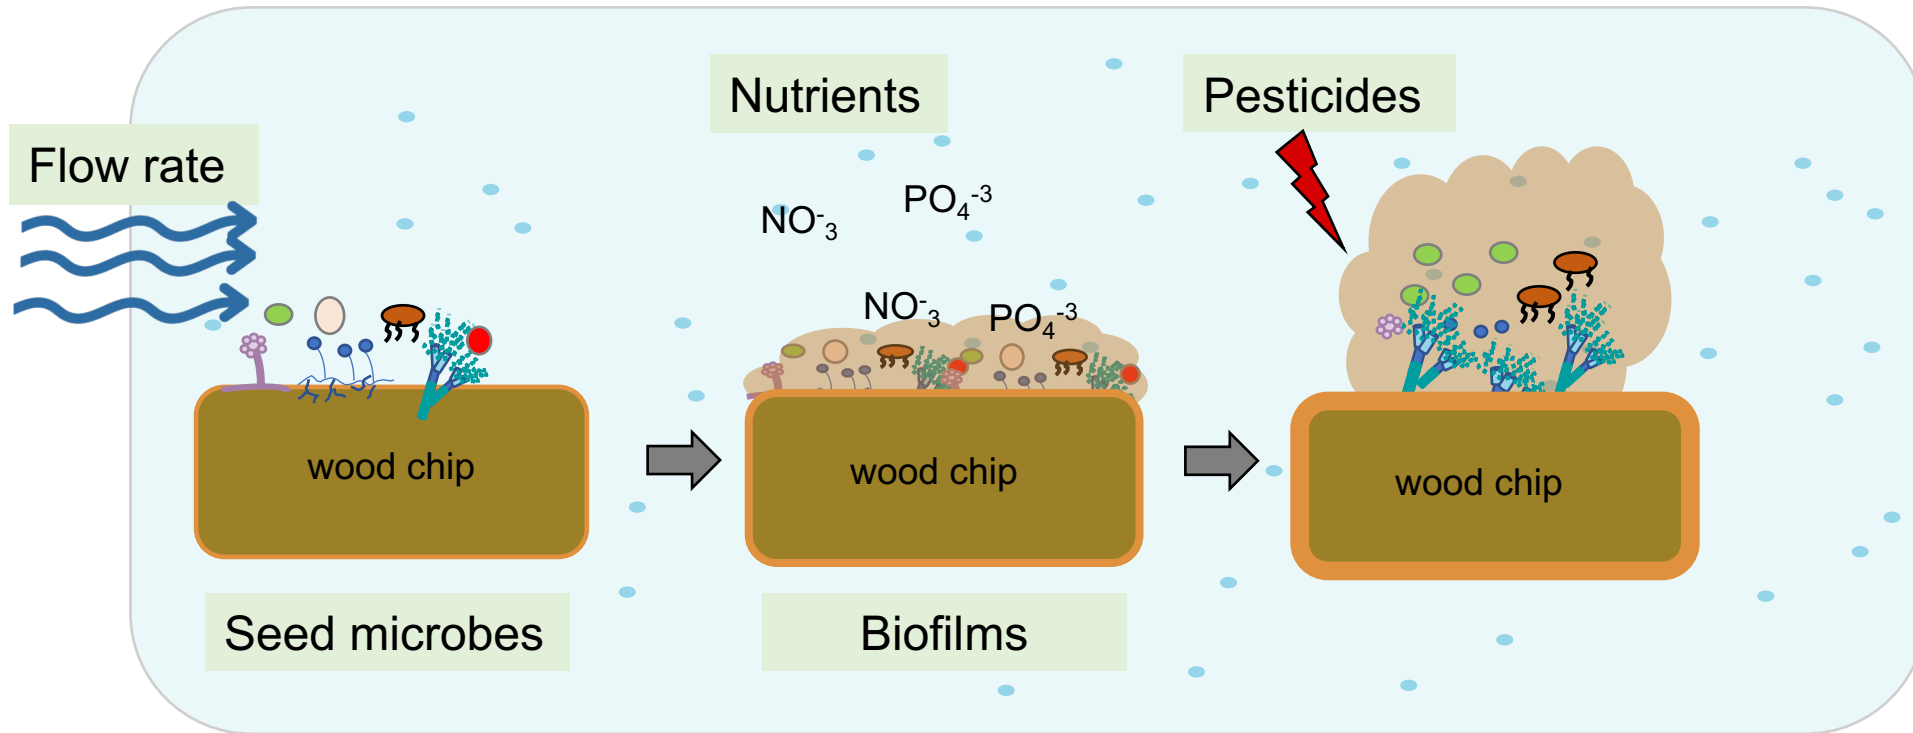 Flow rate
Nutrients
Pesticides
NO⁻₃
PO₄⁻³
NO⁻₃
PO₄⁻³
wood chip
wood chip
wood chip
Seed microbes
Biofilms